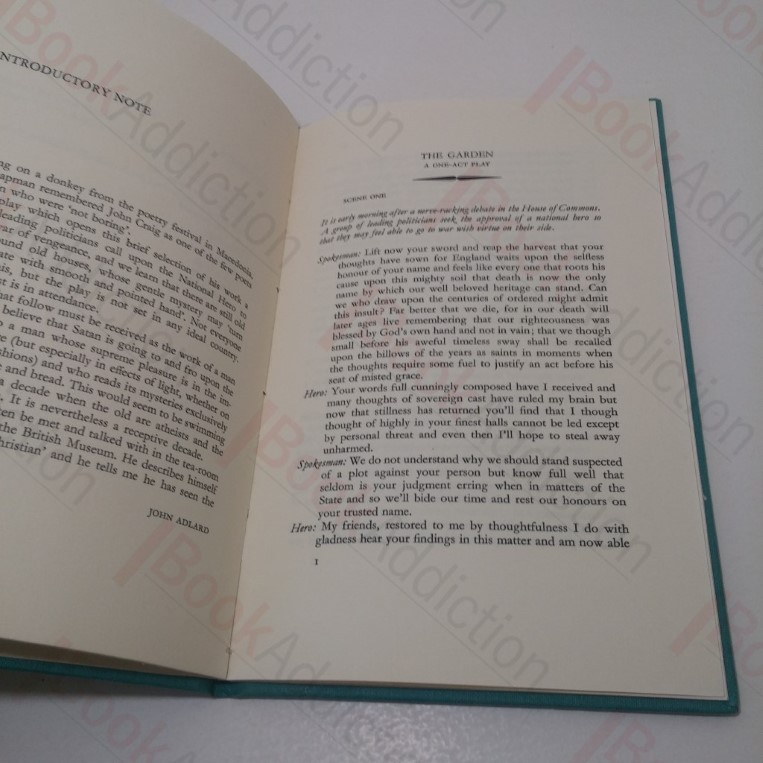 INTRODUCTORY NOTE
ng on a donkey from the poetry festival in Macedonia,
apman remembered John Craig as one of the few poets
n who were 'not boring'.
play which opens this brief selection of his work a
leading politicians call upon the National Hero to
war of vengeance, and we learn that there are still old
und old houses, whose gentle mystery may 'turn
ate with smooth and pointed hand'. Not everyone
is, but the play is not set in any ideal country.
st is in attendance.
hat follow must be received as the work of a man
believe that Satan is going to and fro upon the
o a man whose supreme pleasure is in the
e (but especially in effects of light, whether on
shions) and who reads its mysteries exclusively
e and bread. This would seem to be swimming
a decade when the old are atheists and the
. It is nevertheless a receptive decade.
en be met and talked with in the tea-room
the British Museum. He describes himself
hristian' and he tells me he has seen the
JOHN ADLARD
THE GARDEN
A ONE-ACT PLAY
SCENE ONE
It is early morning after a nerve-racking debate in the House of Commons.
A group of leading politicians seek the approval of a national hero so
that they may feel able to go to war with virtue on their side.
Spokesman: Lift now your sword and reap the harvest that your
thoughts have sown for England waits upon the selfless
honour of your name and feels like every one that roots his
cause upon this mighty soil that death is now the only
name by which our well beloved heritage can stand. Can
we who draw upon the centuries of ordered might admit
this insult? Far better that we die, for in our death will
later ages live remembering that our righteousness was
blessed by God's own hand and not in vain; that we though
small before his aweful timeless sway shall be recalled
upon the billows of the years as saints in moments when
the thoughts require some fuel to justify an act before his
seat of misted grace.
Hero: Your words full cunningly composed have I received and
many thoughts of sovereign cast have ruled my brain but
now that stillness has returned you'll find that I though
thought of highly in your finest halls cannot be led except
by personal threat and even then I'll hope to steal away
unharmed.
Spokesman: We do not understand why we should stand suspected
of a plot against your person but know full well that
seldom is your judgment erring when in matters of the
State and so we'll bide our time and rest our honours on
your trusted name.
Hero: My friends, restored to me by thoughtfulness I do with
gladness hear your findings in this matter and am now able
1
BookAddiction